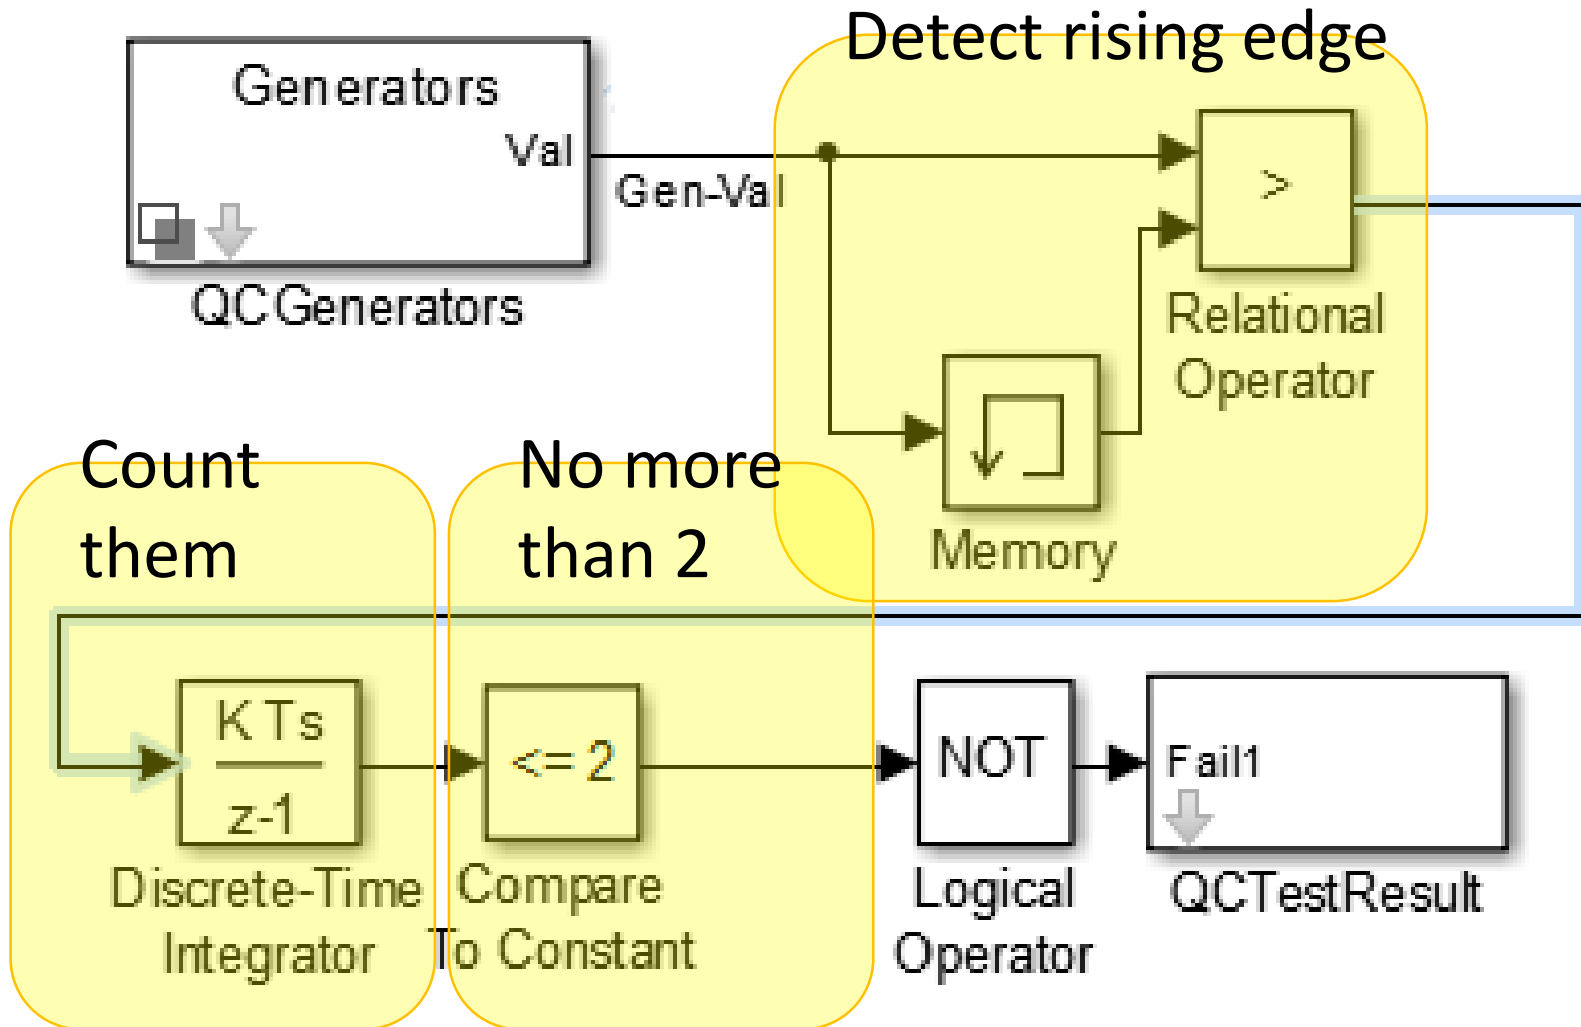 Detect rising edge
Generators
Val
Gen-Val
QCGenerators
>
Relational
Operator
Memory
Count
them
No more
than 2
K Ts
z-1
Discrete-Time
Integrator
<= 2
Compare
To Constant
NOT
Logical
Operator
Fail1
QCTestResult